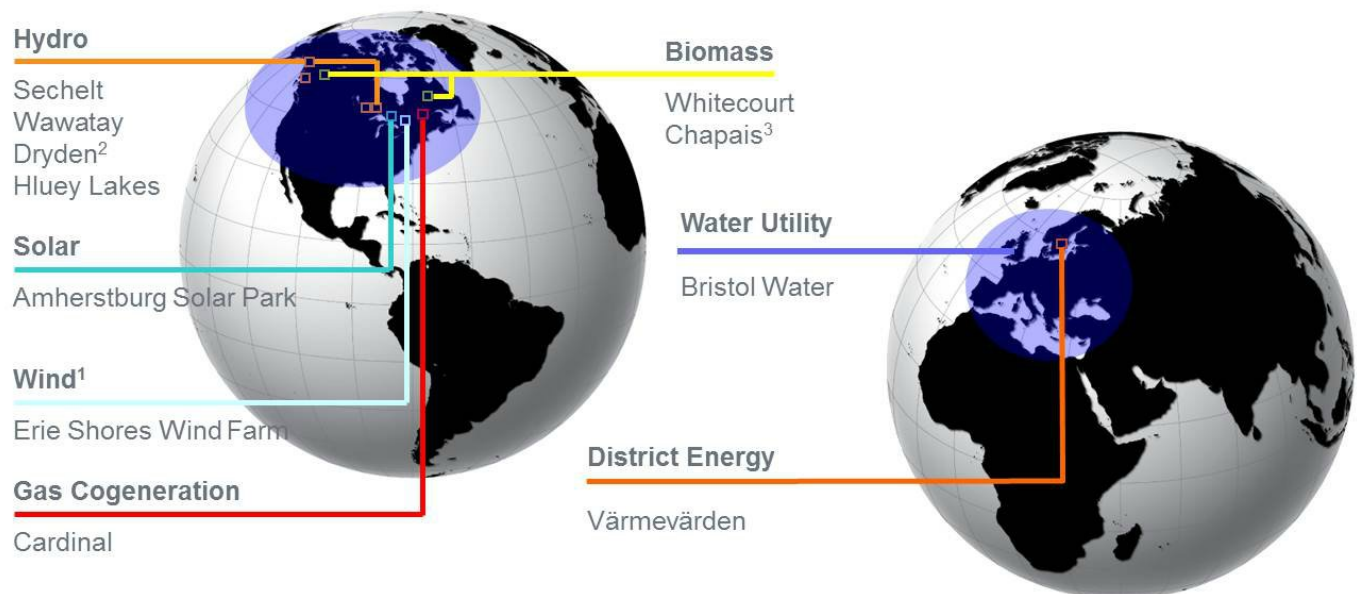 Hydro
Sechelt
Wawatay
Dryden²
Hluey Lakes
Solar
Amherstburg Solar Park
Wind¹
Erie Shores Wind Farm
Gas Cogeneration
Cardinal
Biomass
Whitecourt
Chapais³
Water Utility
Bristol Water
District Energy
Värmevärden